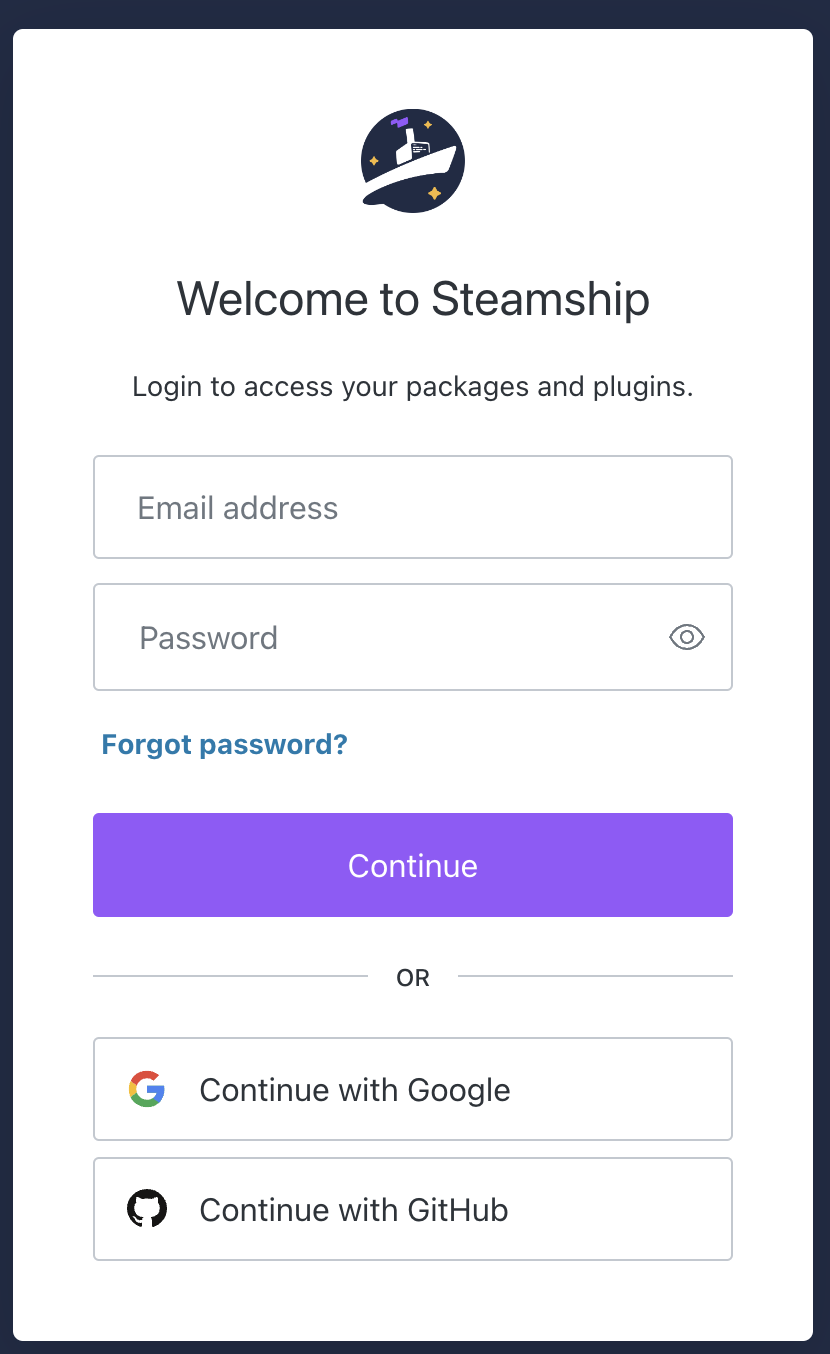 Welcome to Steamship
Login to access your packages and plugins.
Email address
Password
Forgot password?
Continue
OR
Continue with Google
Continue with GitHub